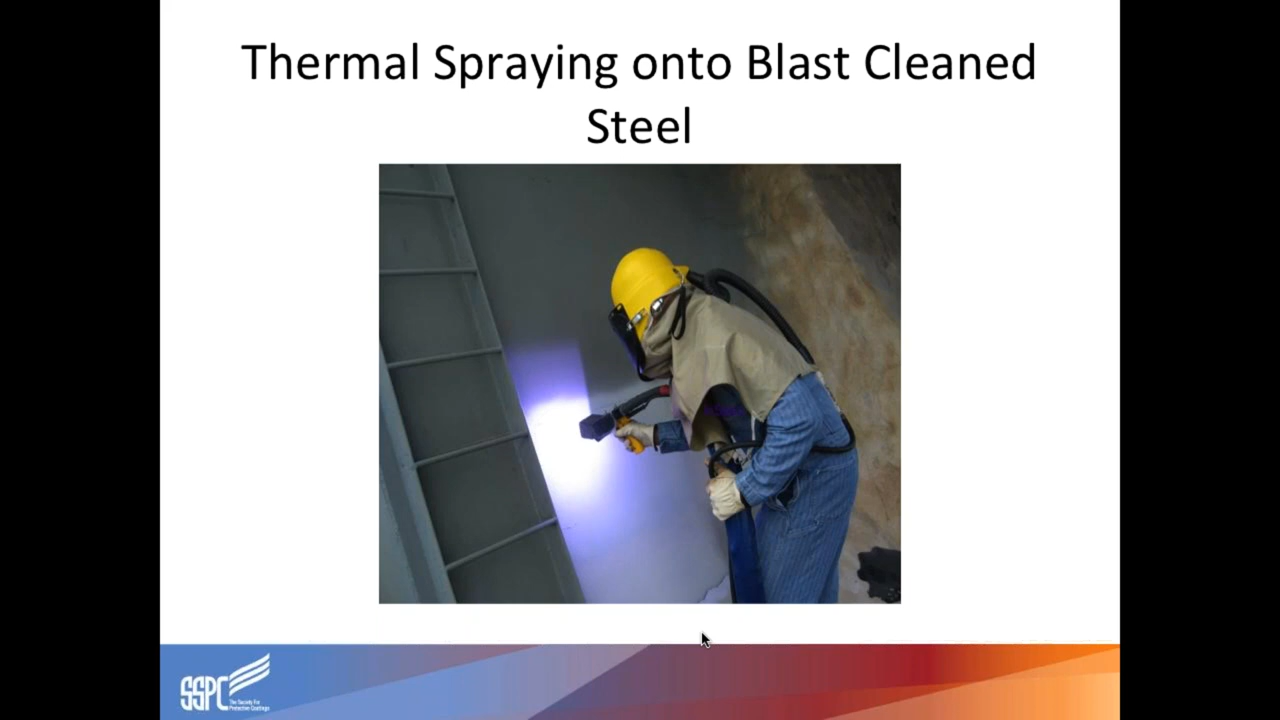 Thermal Spraying onto Blast Cleaned
Steel
SSPC
The Society For
Protective Coatings